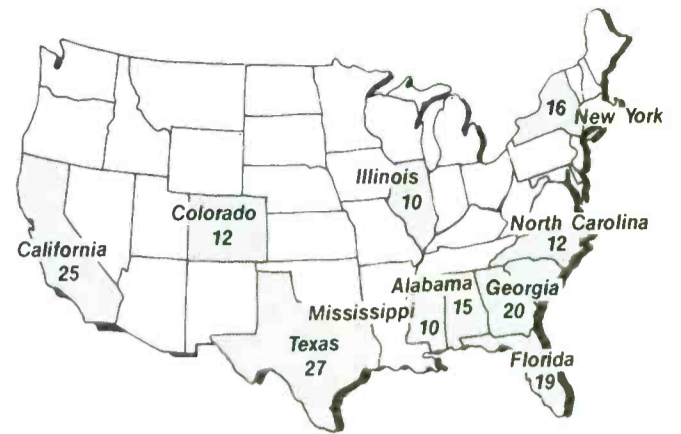 16
New York
Illinois
10
Colorado
12
North Carolina
12
California
25
Alabama
15
Georgia
20
Mississippi
10
Texas
27
Florida
19